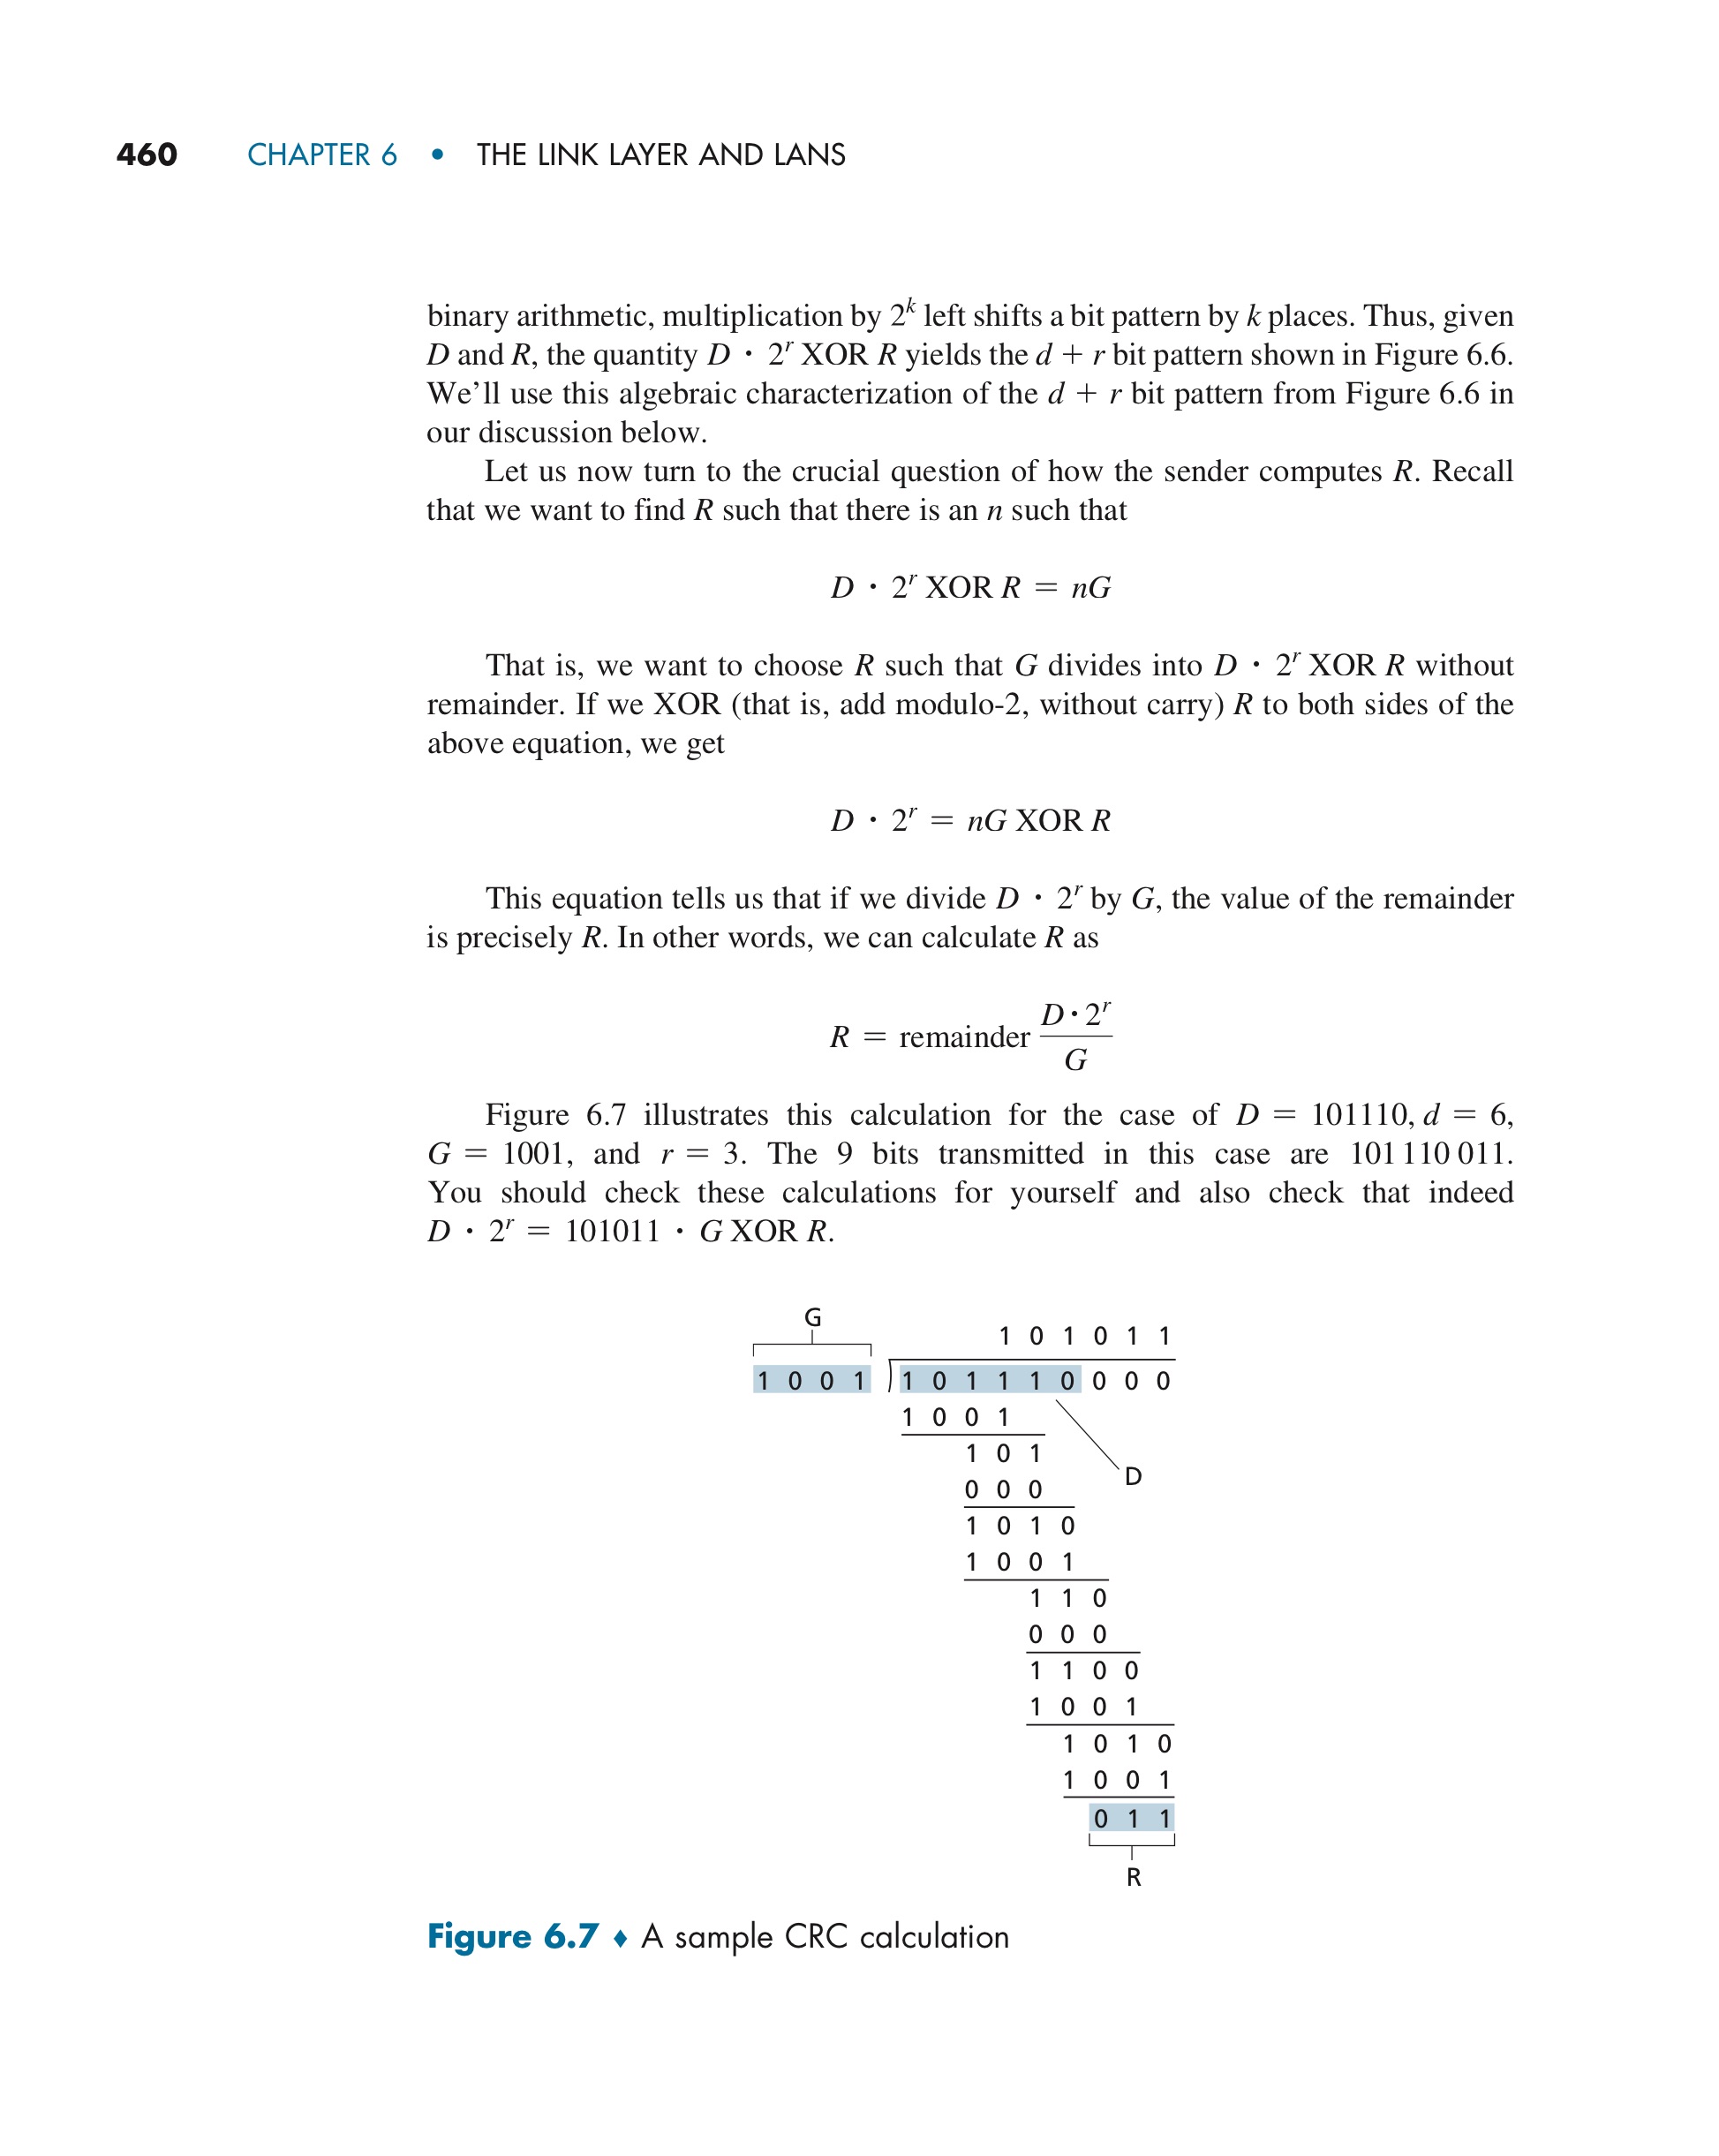 460 CHAPTER 6 • THE LINK LAYER AND LANS
binary arithmetic, multiplication by 2^k left shifts a bit pattern by k places. Thus, given
D and R, the quantity D · 2^r XOR R yields the d + r bit pattern shown in Figure 6.6.
We’ll use this algebraic characterization of the d + r bit pattern from Figure 6.6 in
our discussion below.
Let us now turn to the crucial question of how the sender computes R. Recall
that we want to find R such that there is an n such that
D · 2^r XOR R = nG
That is, we want to choose R such that G divides into D · 2^r XOR R without
remainder. If we XOR (that is, add modulo-2, without carry) R to both sides of the
above equation, we get
D · 2^r = nG XOR R
This equation tells us that if we divide D · 2^r by G, the value of the remainder
is precisely R. In other words, we can calculate R as
R = remainder D·2^r / G
Figure 6.7 illustrates this calculation for the case of D = 101110, d = 6,
G = 1001, and r = 3. The 9 bits transmitted in this case are 101 110 011.
You should check these calculations for yourself and also check that indeed
D · 2^r = 101011 · G XOR R.
G
1 0 1 0 1 1
1 0 0 1 ) 1 0 1 1 1 0 0 0 0
1 0 0 1
1 0 1
D
0 0 0
1 0 1 0
1 0 0 1
1 1 0
0 0 0
1 1 0 0
1 0 0 1
1 0 1 0
1 0 0 1
0 1 1
R
Figure 6.7 ♦ A sample CRC calculation